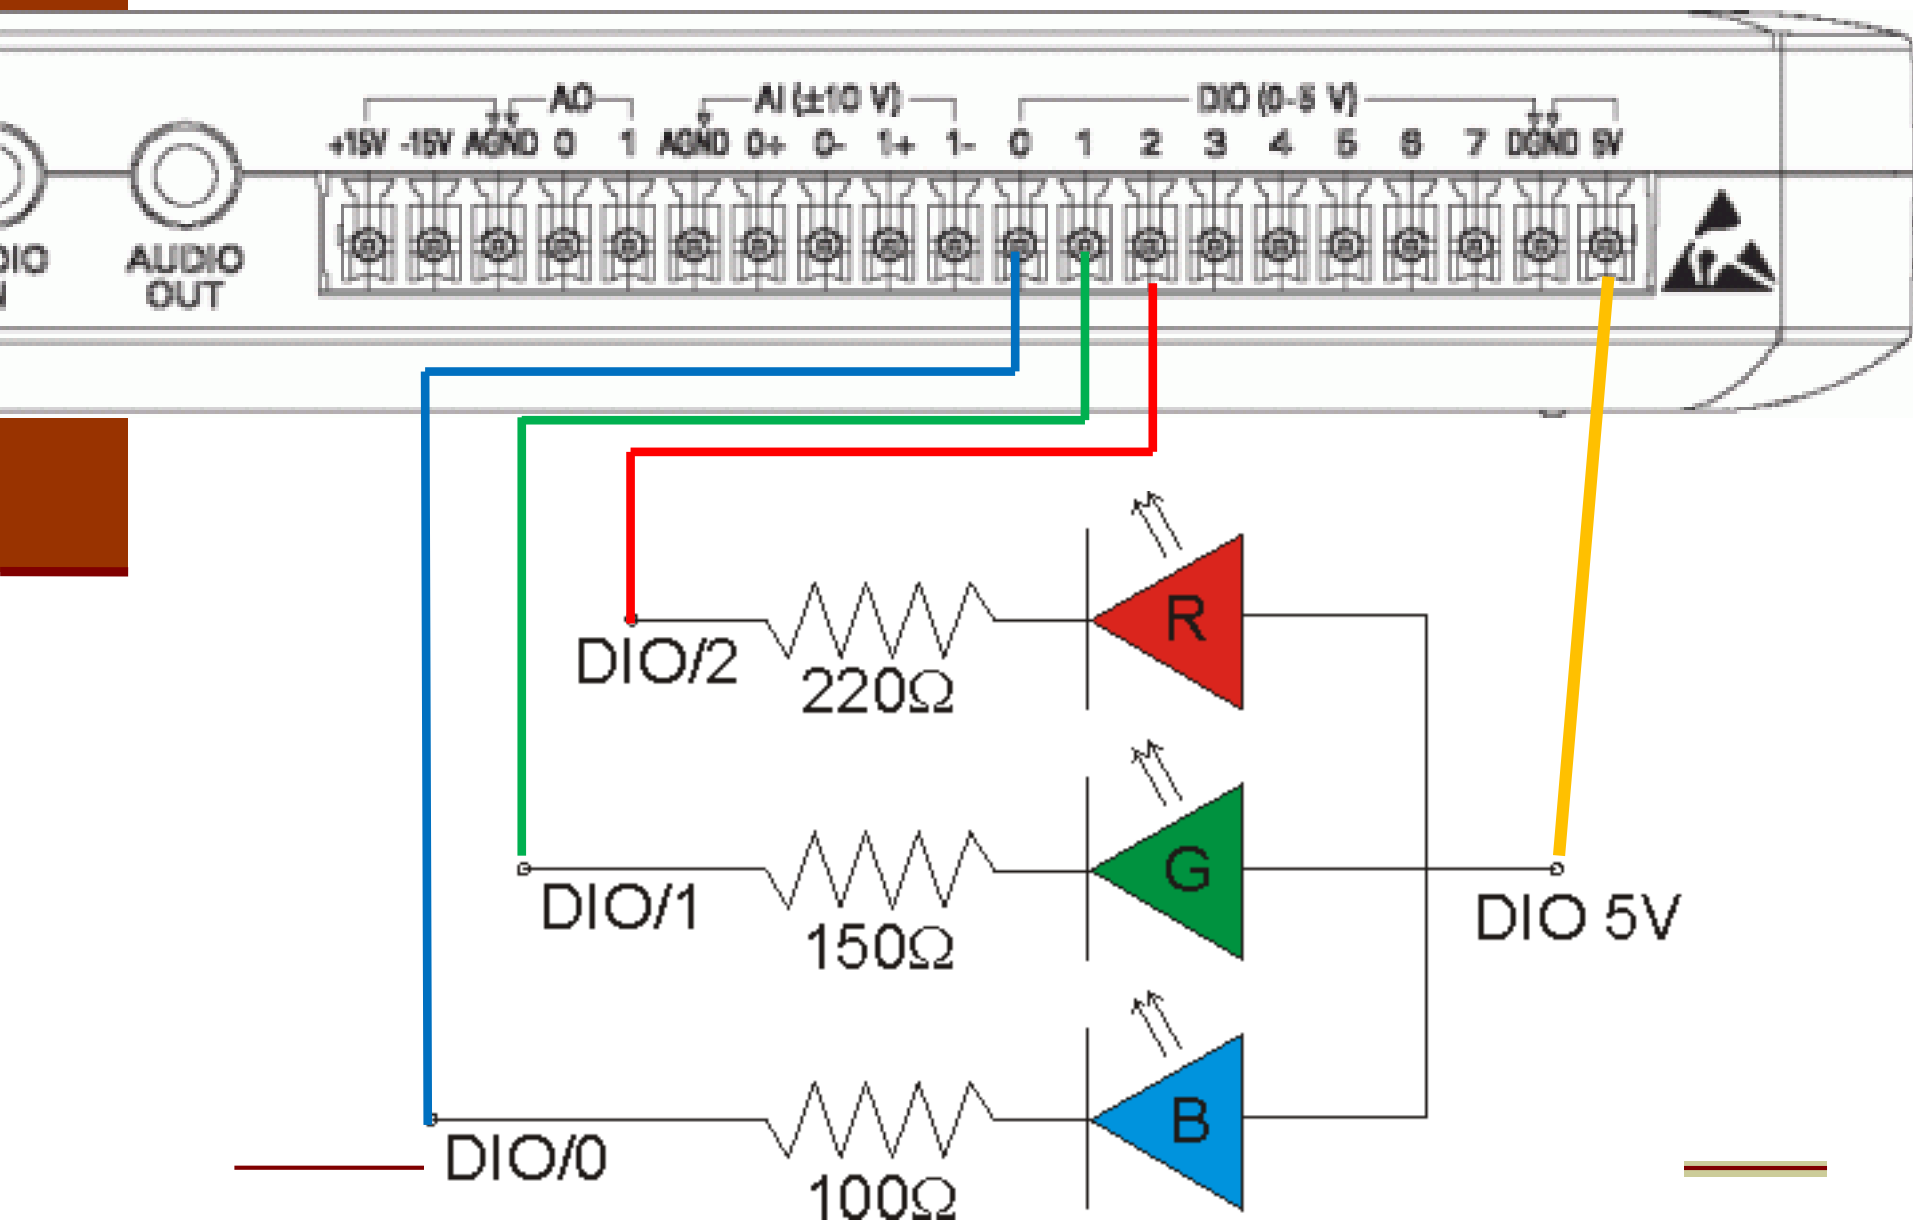 AO AI (±10 V) DIO (0-5 V)
+15V -15V AGND 0 1 AGND 0+ 0- 1+ 1- 0 1 2 3 4 5 6 7 DGND 5V
DIO AUDIO
N OUT
R
DIO/2
220Ω
G
DIO/1 DIO 5V
150Ω
B
DIO/0
100Ω